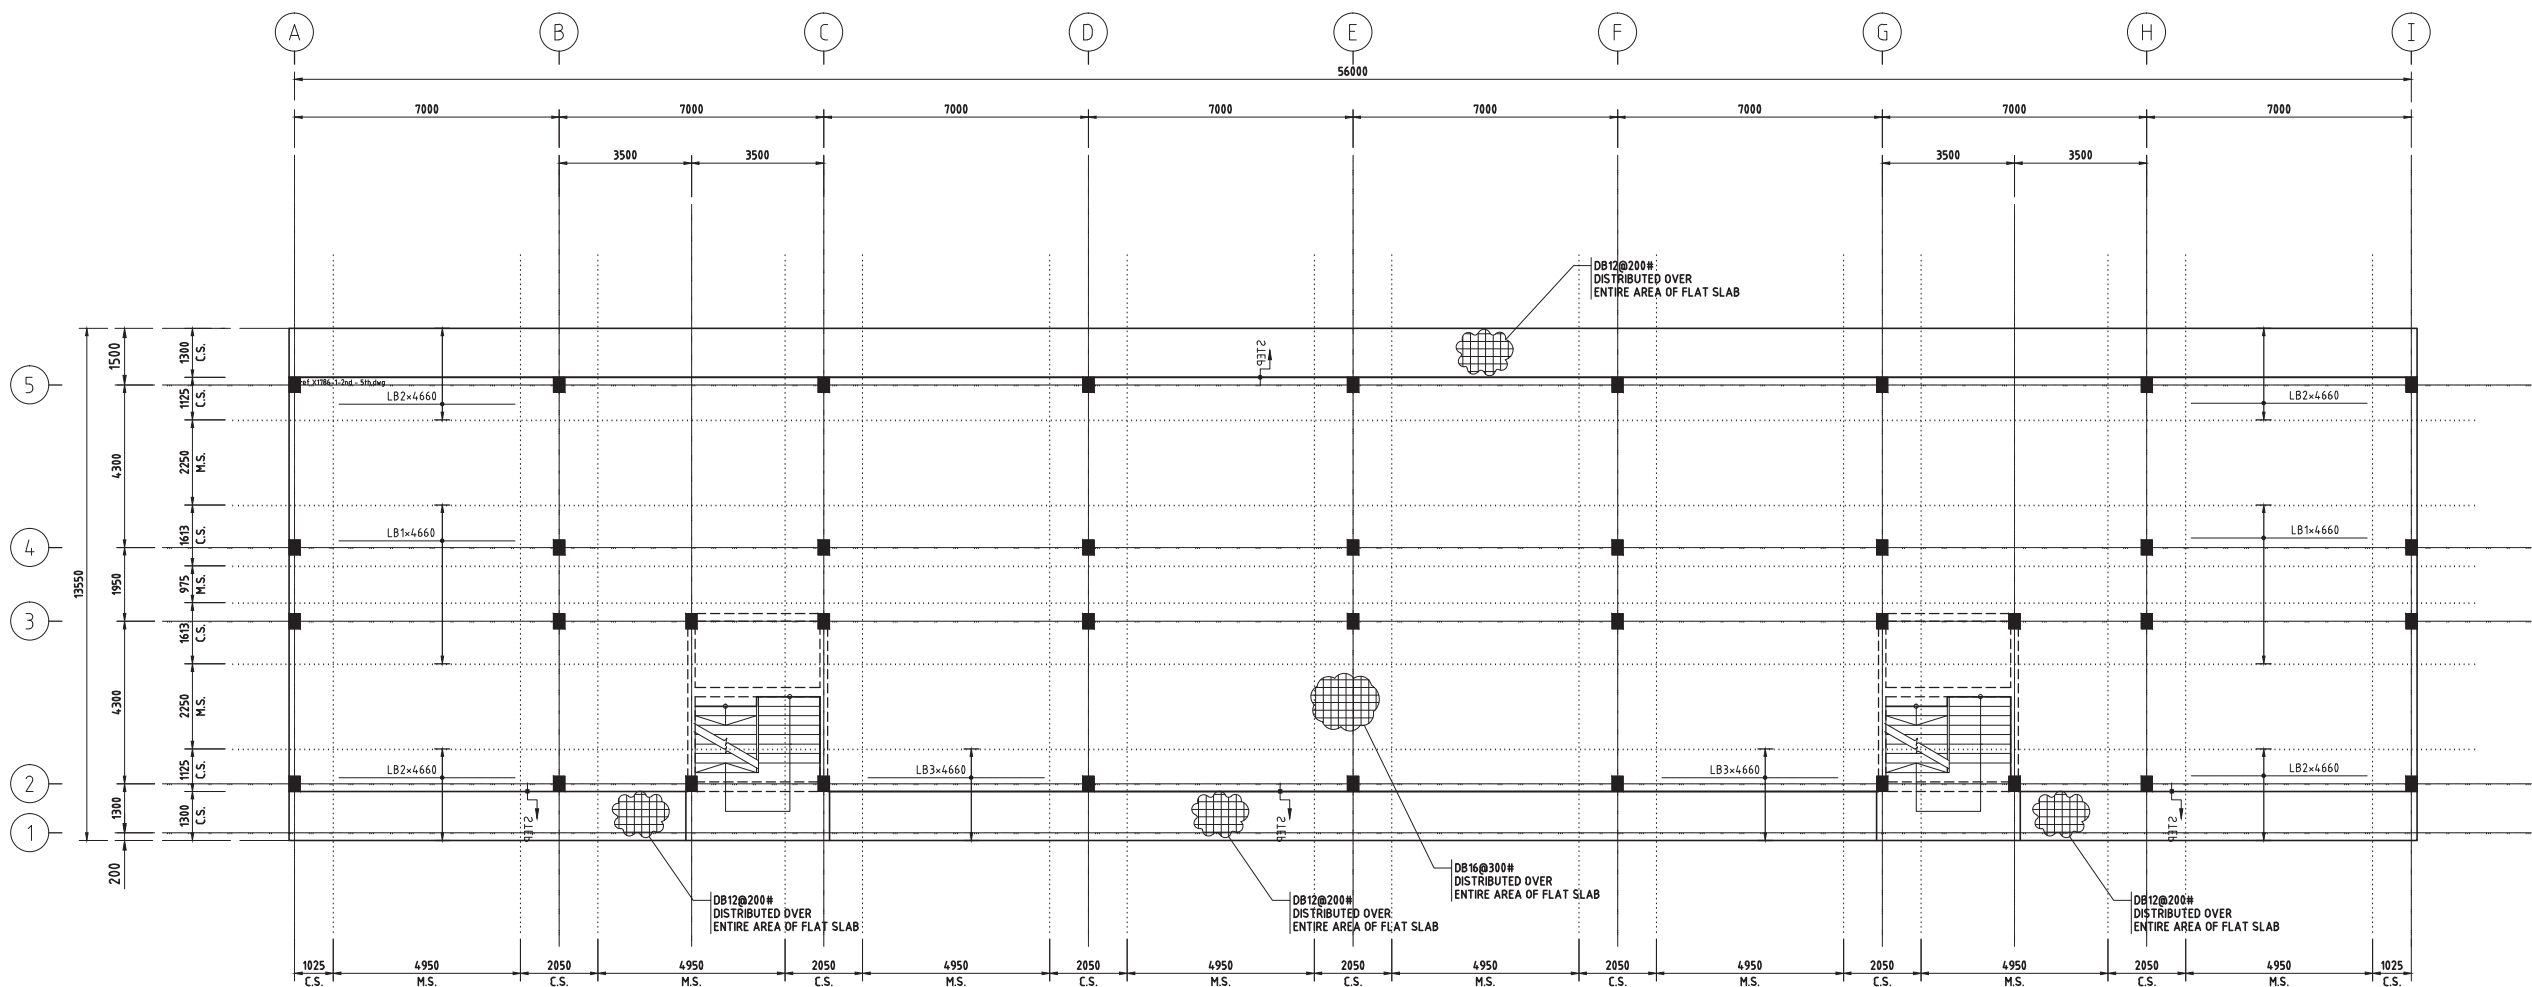 A B C D E F G H I
56000
7000 7000 7000 7000 7000 7000 7000 7000
3500 3500 3500 3500
DB12@200#
DISTRIBUTED OVER
ENTIRE AREA OF FLAT SLAB
1500
1300
C.S.
STEP
5
1125
C.S.
LB2×4660
LB2×4660
4300
2250
M.S.
4
1613
C.S.
LB1×4660
LB1×4660
13550
1950
975
M.S.
3
1613
C.S.
4300
2250
M.S.
2
1125
C.S.
LB2×4660
LB3×4660
LB3×4660
LB2×4660
1
1300
1300
C.S.
STEP
STEP
STEP
200
DB16@300#
DISTRIBUTED OVER
ENTIRE AREA OF FLAT SLAB
DB12@200#
DISTRIBUTED OVER
ENTIRE AREA OF FLAT SLAB
DB12@200#
DISTRIBUTED OVER
ENTIRE AREA OF FLAT SLAB
DB12@200#
DISTRIBUTED OVER
ENTIRE AREA OF FLAT SLAB
1025 4950 2050 4950 2050 4950 2050 4950 2050 4950 2050 4950 2050 4950 2050 4950 1025
C.S. M.S. C.S. M.S. C.S. M.S. C.S. M.S. C.S. M.S. C.S. M.S. C.S. M.S. C.S. M.S. C.S.